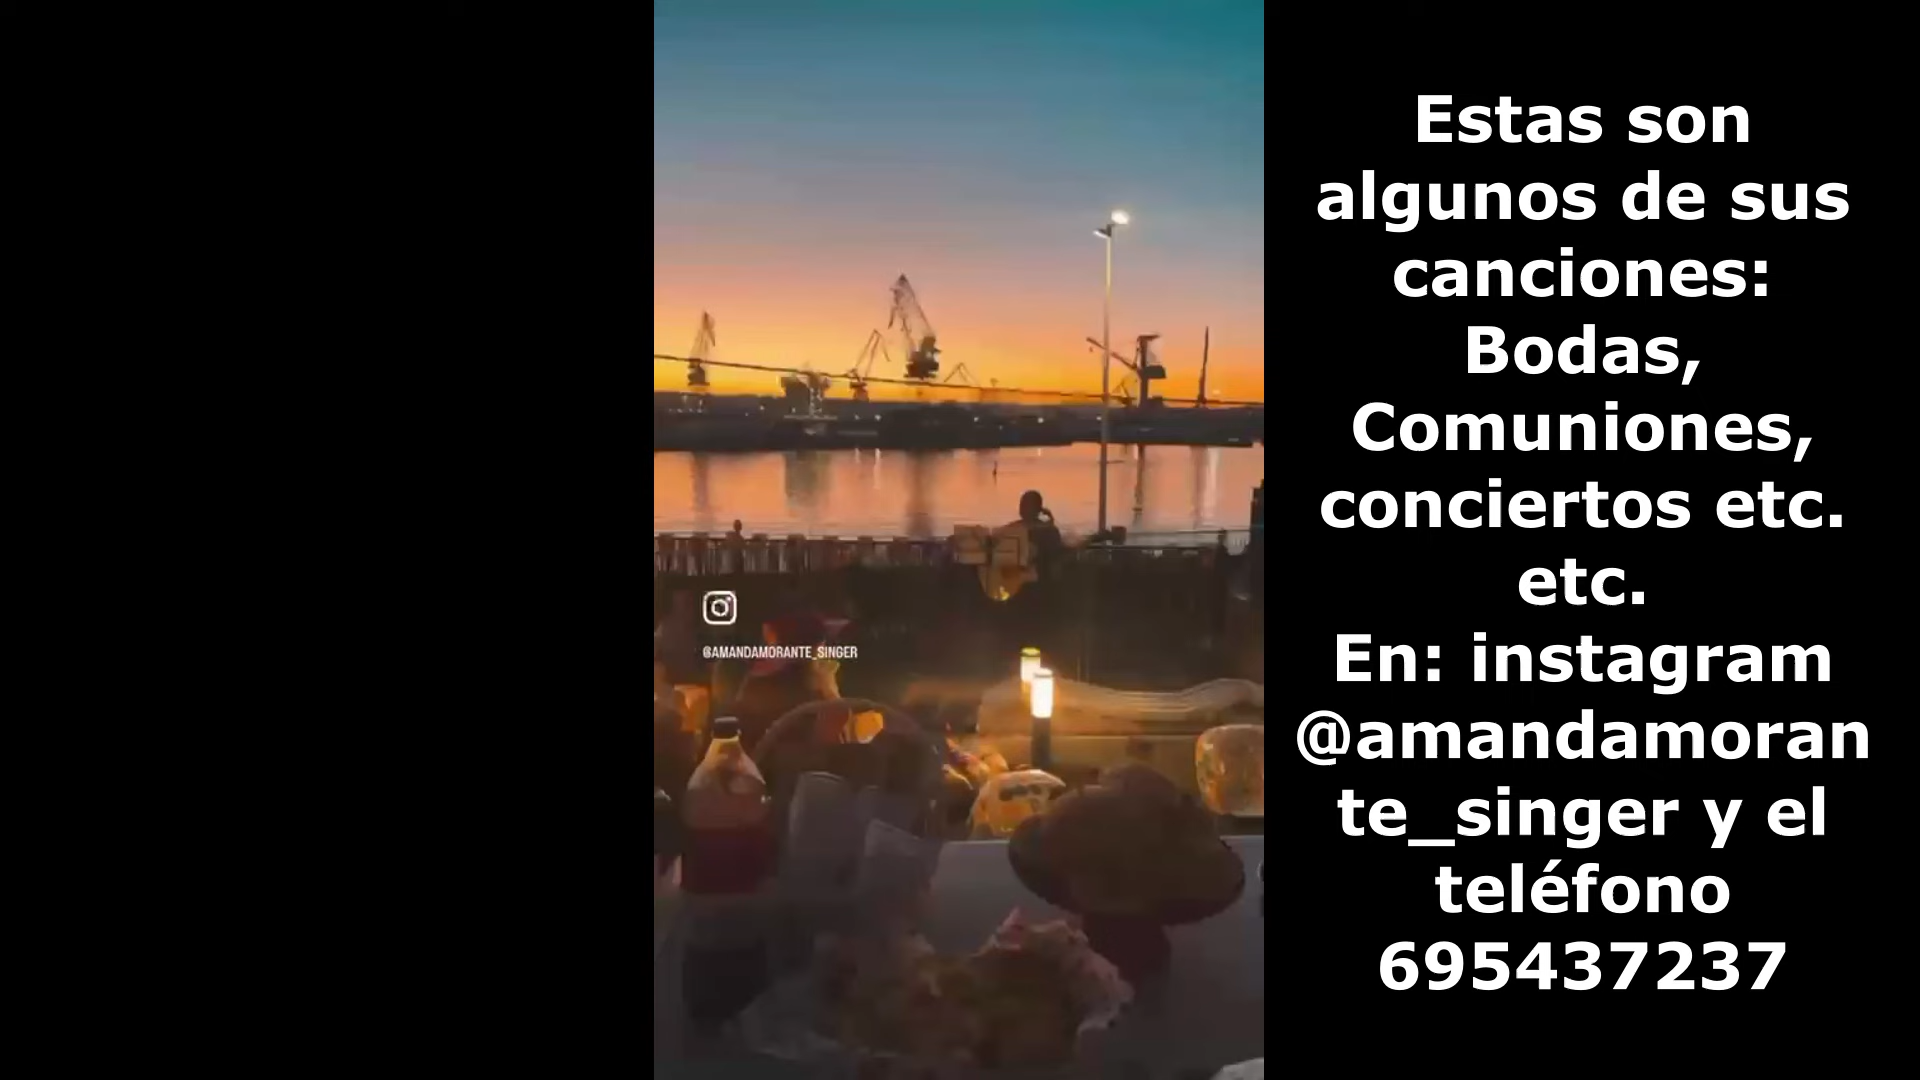 @AMANDAMORANTE_SINGER
Estas son
algunos de sus
canciones:
Bodas,
Comuniones,
conciertos etc.
etc.
En: instagram
@amandamoran
te_singer y el
teléfono
695437237